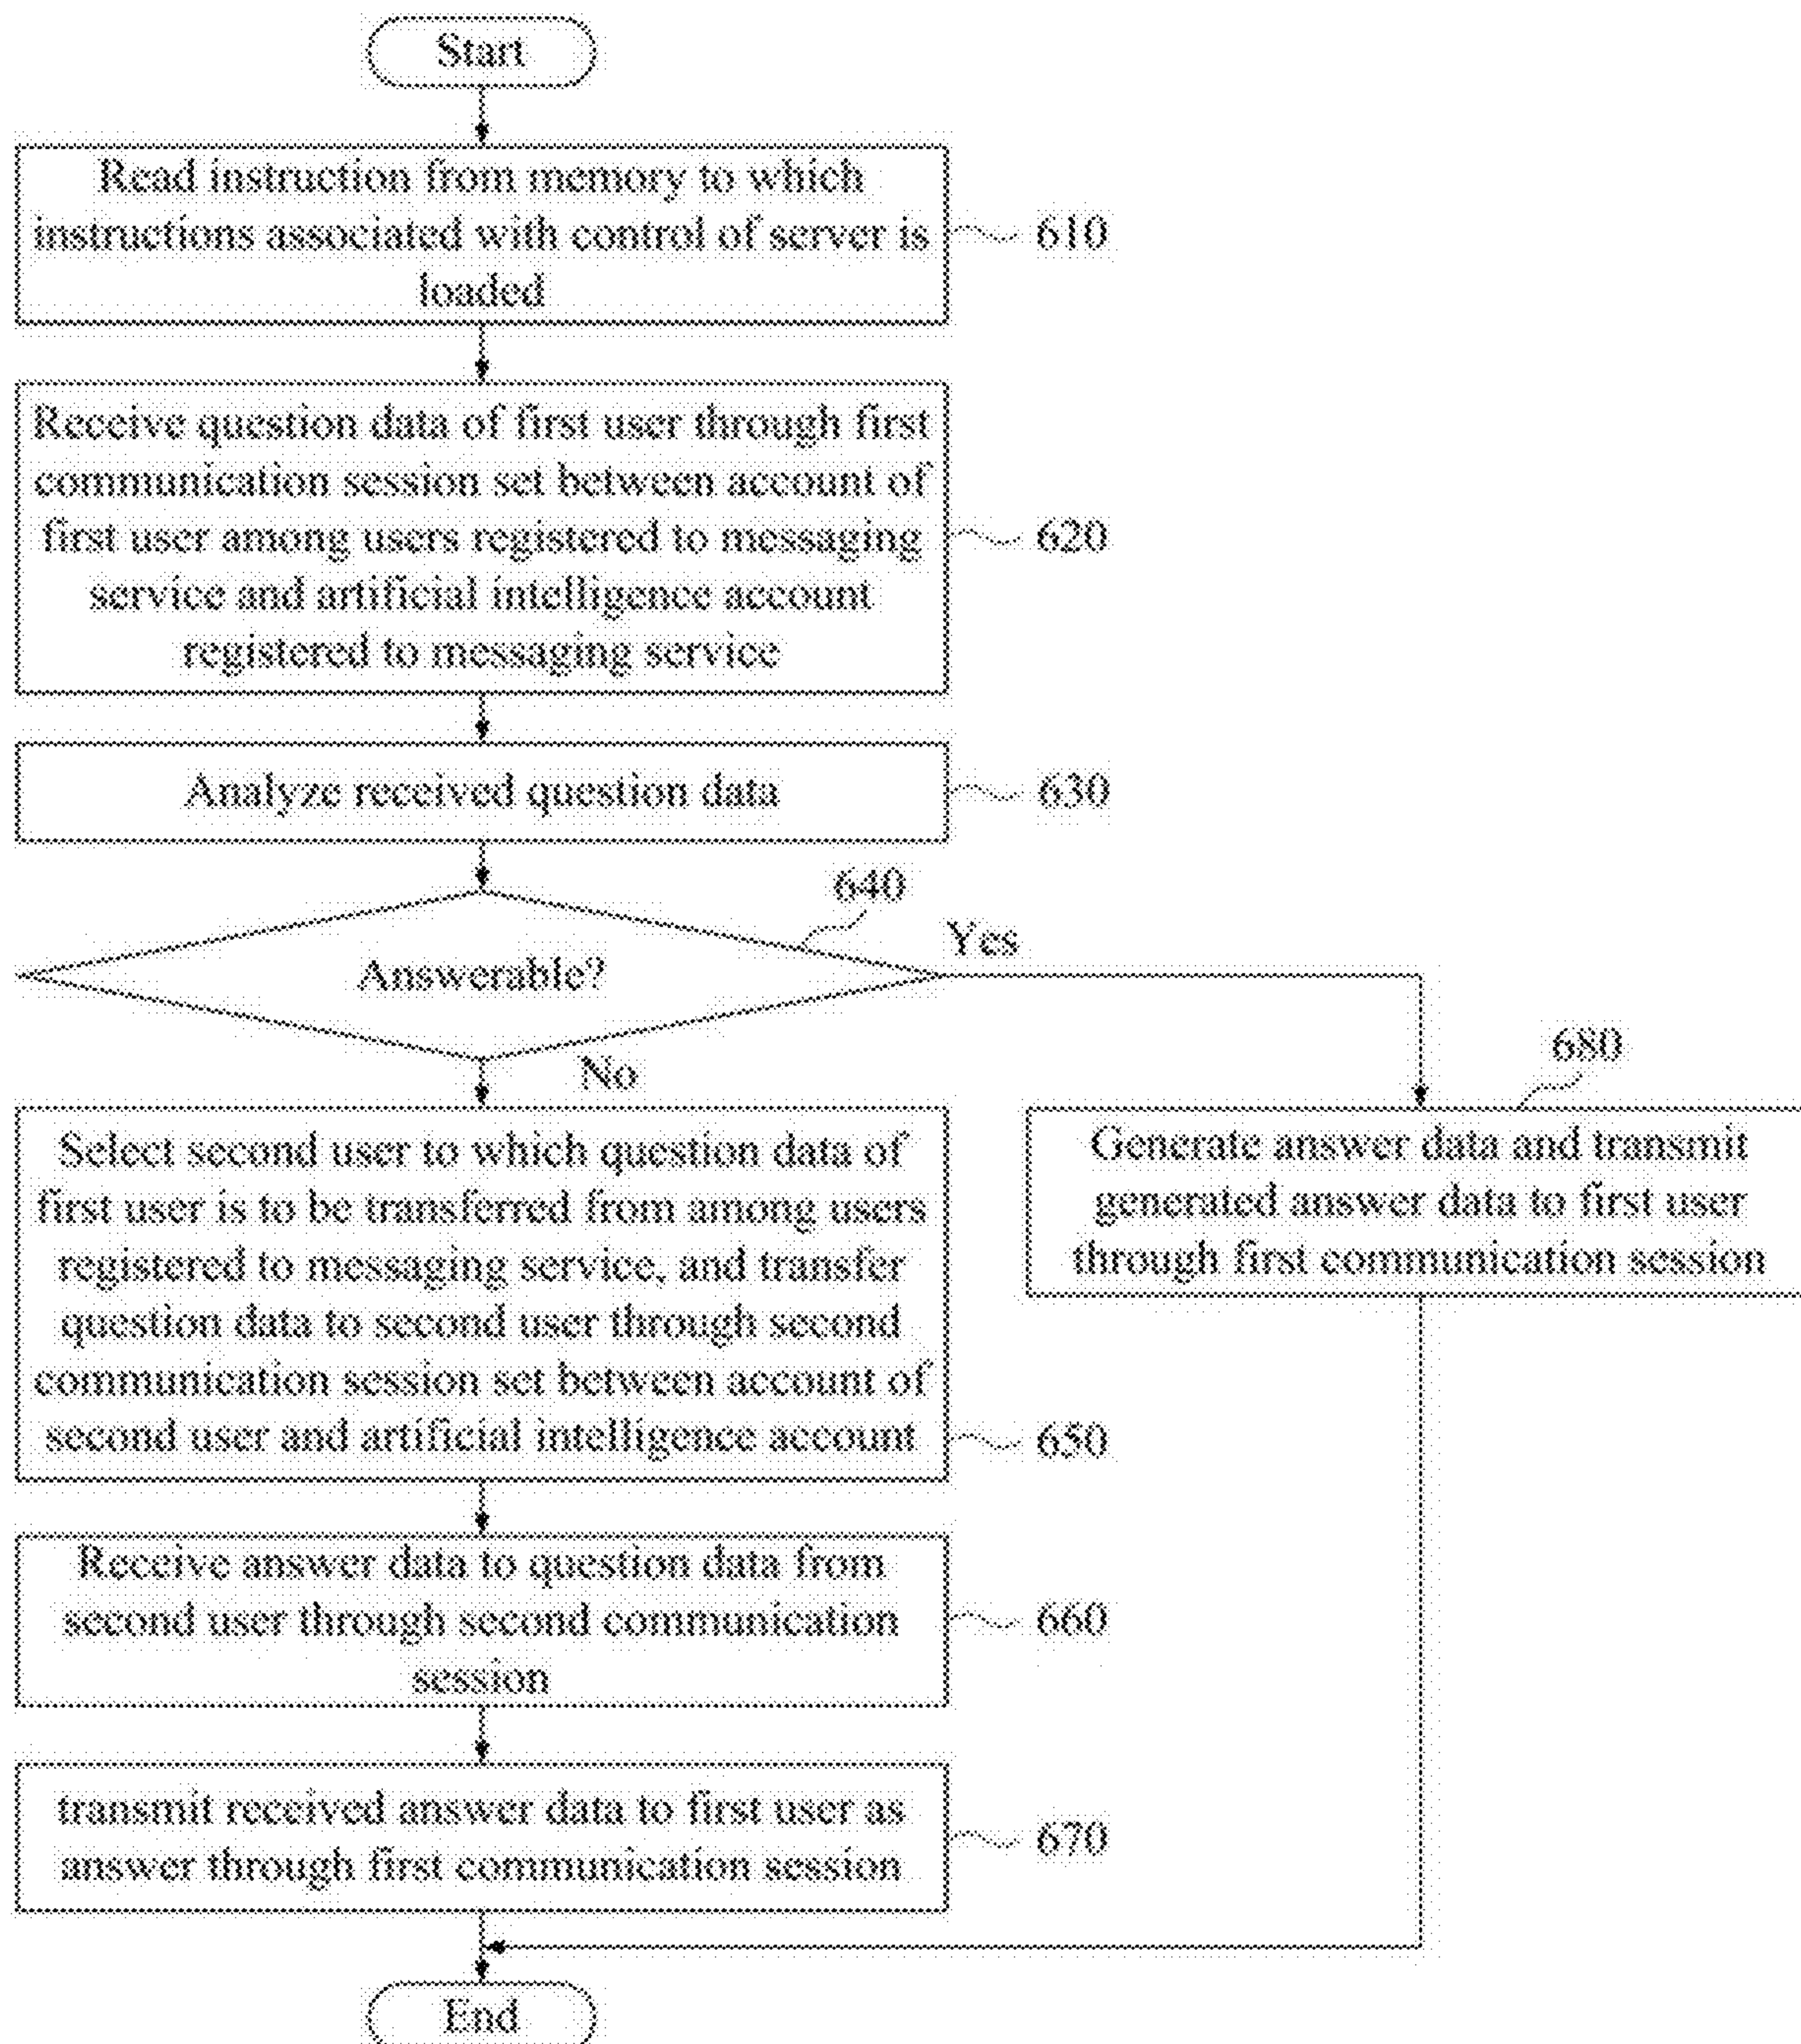 Start
Read instruction from memory to which
instructions associated with control of server is
loaded
610
Receive question data of first user through first
communication session set between account of
first user among users registered to messaging
service and artificial intelligence account
registered to messaging service
620
Analyze received question data
630
640
Answerable?
Yes
No
680
Select second user to which question data of
first user is to be transferred from among users
registered to messaging service, and transfer
question data to second user through second
communication session set between account of
second user and artificial intelligence account
650
Generate answer data and transmit
generated answer data to first user
through first communication session
Receive answer data to question data from
second user through second communication
session
660
transmit received answer data to first user as
answer through first communication session
670
End